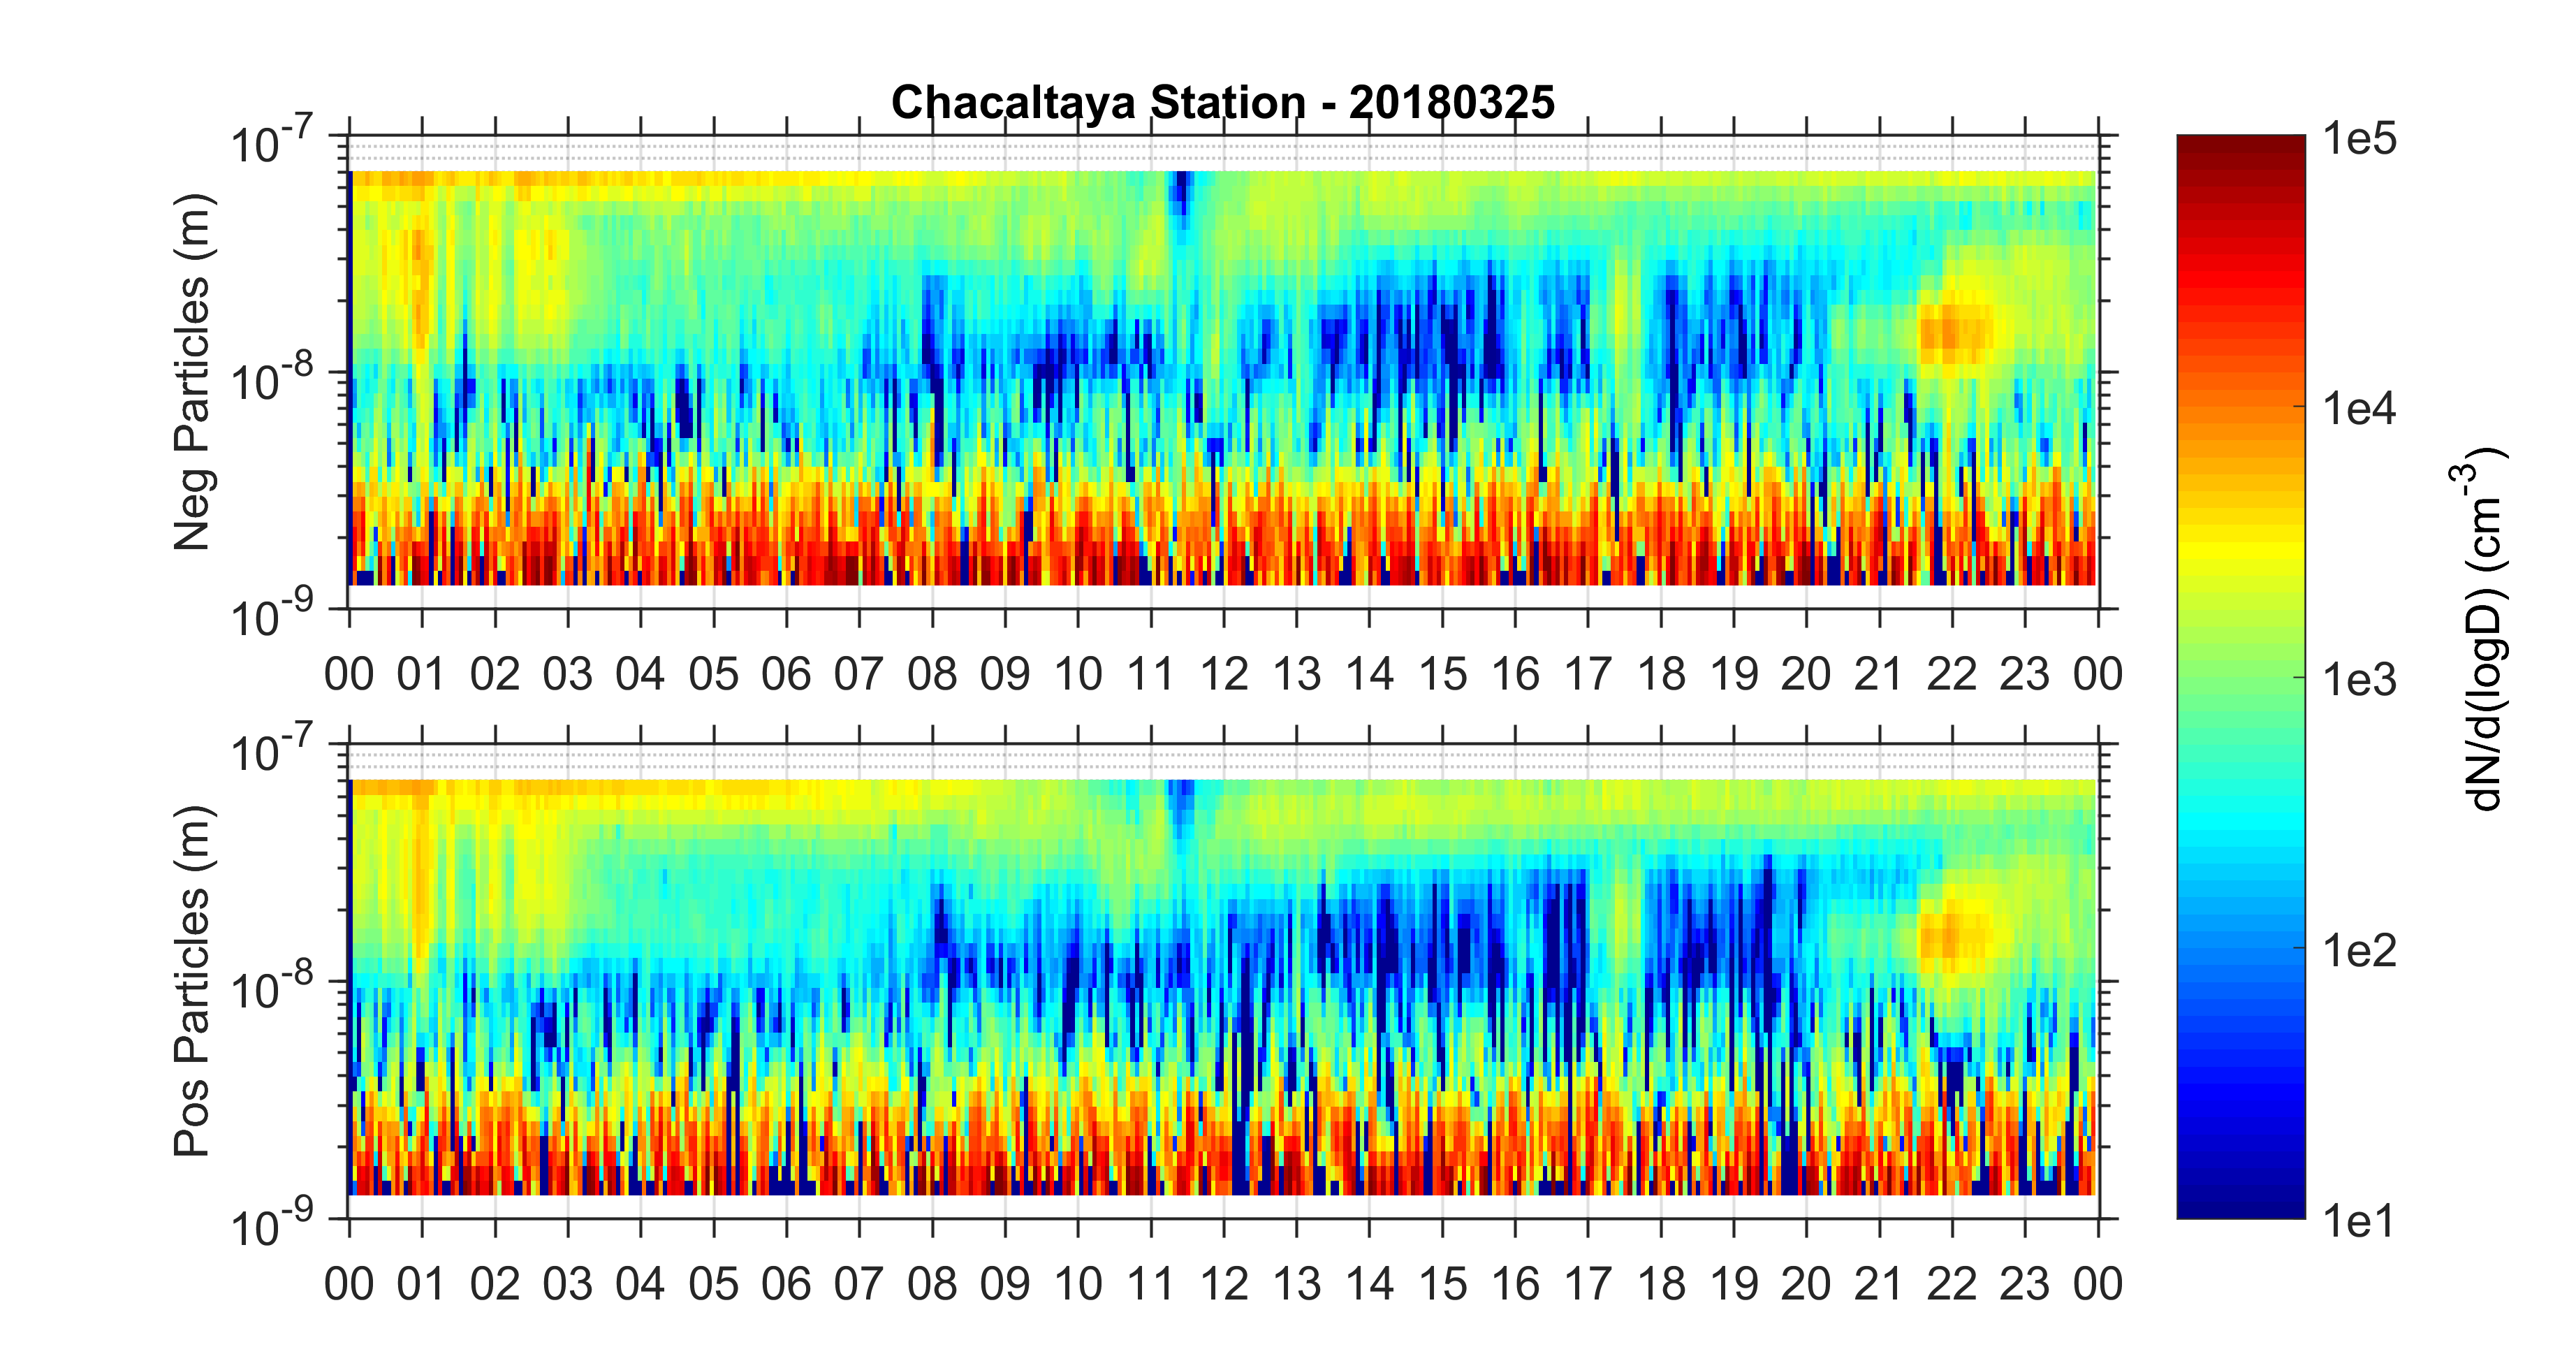 Chacaltaya Station - 20180325
Neg Particles (m)
10-7
10-8
10-9
00 01 02 03 04 05 06 07 08 09 10 11 12 13 14 15 16 17 18 19 20 21 22 23 00
Pos Particles (m)
10-7
10-8
10-9
00 01 02 03 04 05 06 07 08 09 10 11 12 13 14 15 16 17 18 19 20 21 22 23 00
1e5
1e4
1e3
1e2
1e1
dN/d(logD) (cm-3)